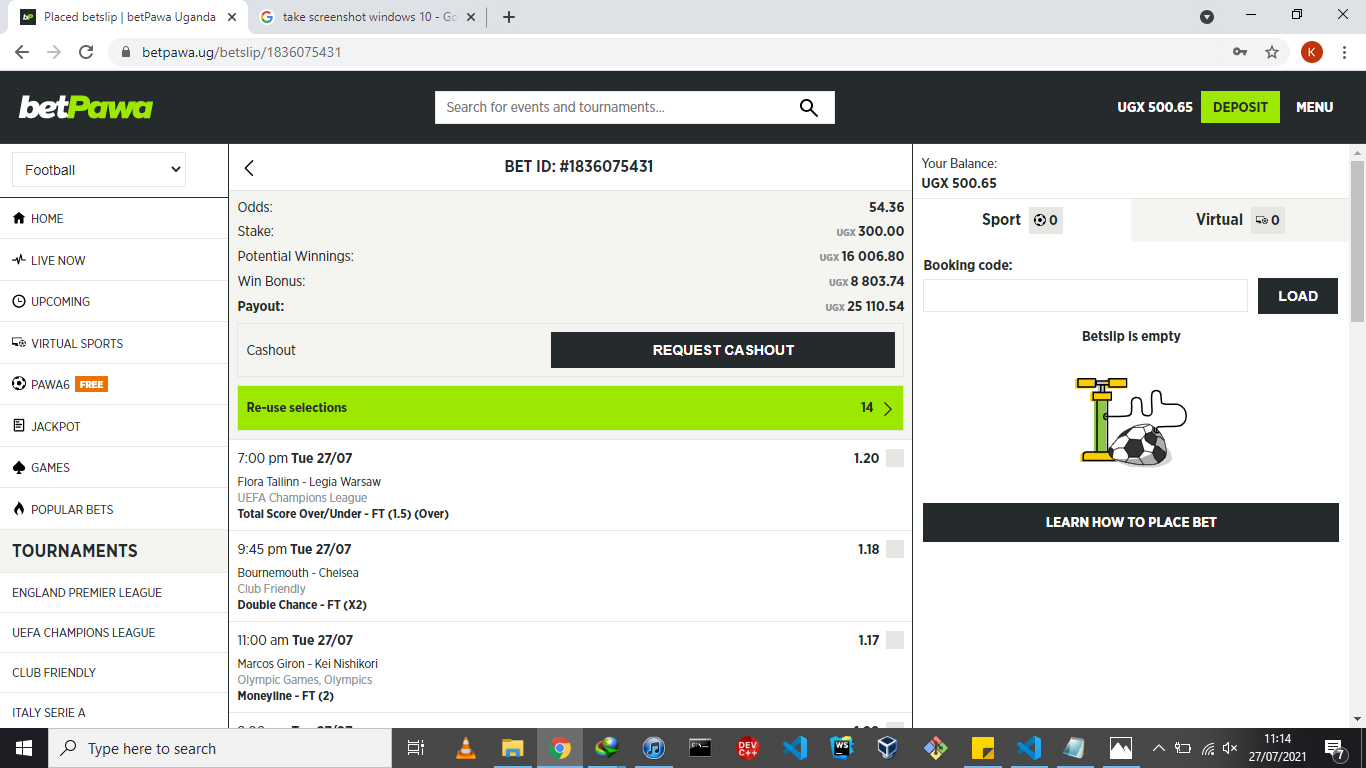 Placed betslip | betPawa Uganda
take screenshot windows 10 - Go
betpawa.ug/betslip/1836075431
K
betPawa
Search for events and tournaments...
UGX 500.65
DEPOSIT
MENU
Football
HOME
LIVE NOW
UPCOMING
VIRTUAL SPORTS
PAWA6 FREE
JACKPOT
GAMES
POPULAR BETS
TOURNAMENTS
ENGLAND PREMIER LEAGUE
UEFA CHAMPIONS LEAGUE
CLUB FRIENDLY
ITALY SERIE A
BET ID: #1836075431
Odds: 54.36
Stake: UGX 300.00
Potential Winnings: UGX 16 006.80
Win Bonus: UGX 8 803.74
Payout: UGX 25 110.54
Cashout REQUEST CASHOUT
Re-use selections 14
7:00 pm Tue 27/07 1.20
Flora Tallinn - Legia Warsaw
UEFA Champions League
Total Score Over/Under - FT (1.5) (Over)
9:45 pm Tue 27/07 1.18
Bournemouth - Chelsea
Club Friendly
Double Chance - FT (X2)
11:00 am Tue 27/07 1.17
Marcos Giron - Kei Nishikori
Olympic Games, Olympics
Moneyline - FT (2)
Your Balance:
UGX 500.65
Sport 0 Virtual 0
Booking code:
LOAD
Betslip is empty
LEARN HOW TO PLACE BET
Type here to search
DEV
C++
WS
11:14
27/07/2021
7